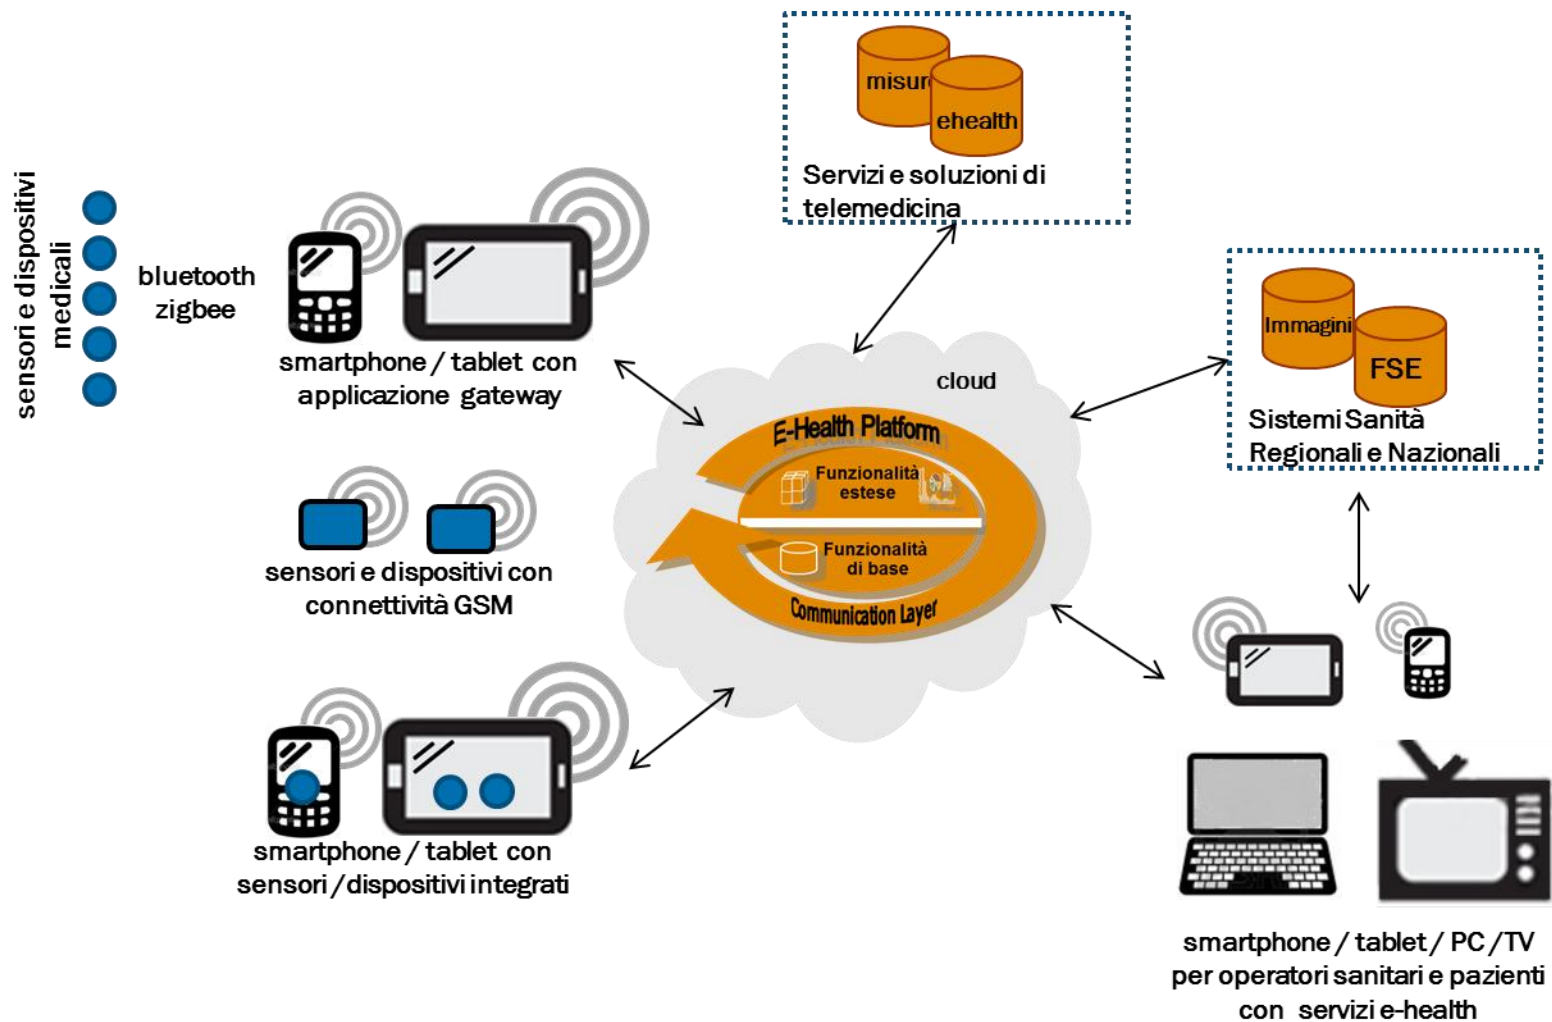 misure
ehealth
Servizi e soluzioni di
telemedicina
sensori e dispositivi
medicali
bluetooth
zigbee
smartphone / tablet con
applicazione gateway
Immagini
FSE
Sistemi Sanità
Regionali e Nazionali
cloud
E-Health Platform
Funzionalità
estese
Funzionalità
di base
Communication Layer
sensori e dispositivi con
connettività GSM
smartphone / tablet con
sensori /dispositivi integrati
smartphone / tablet / PC /TV
per operatori sanitari e pazienti
con servizi e-health